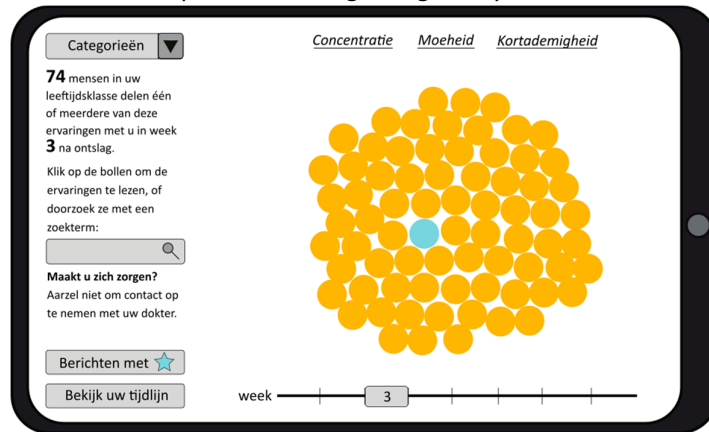 Categorieën
74 mensen in uw
leeftijdsklasse delen één
of meerdere van deze
ervaringen met u in week
3 na ontslag.
Klik op de bollen om de
ervaringen te lezen, of
doorzoek ze met een
zoekterm:
Maakt u zich zorgen?
Aarzel niet om contact op
te nemen met uw dokter.
Berichten met
Bekijk uw tijdlijn
Concentratie Moeheid Kortademigheid
week 3